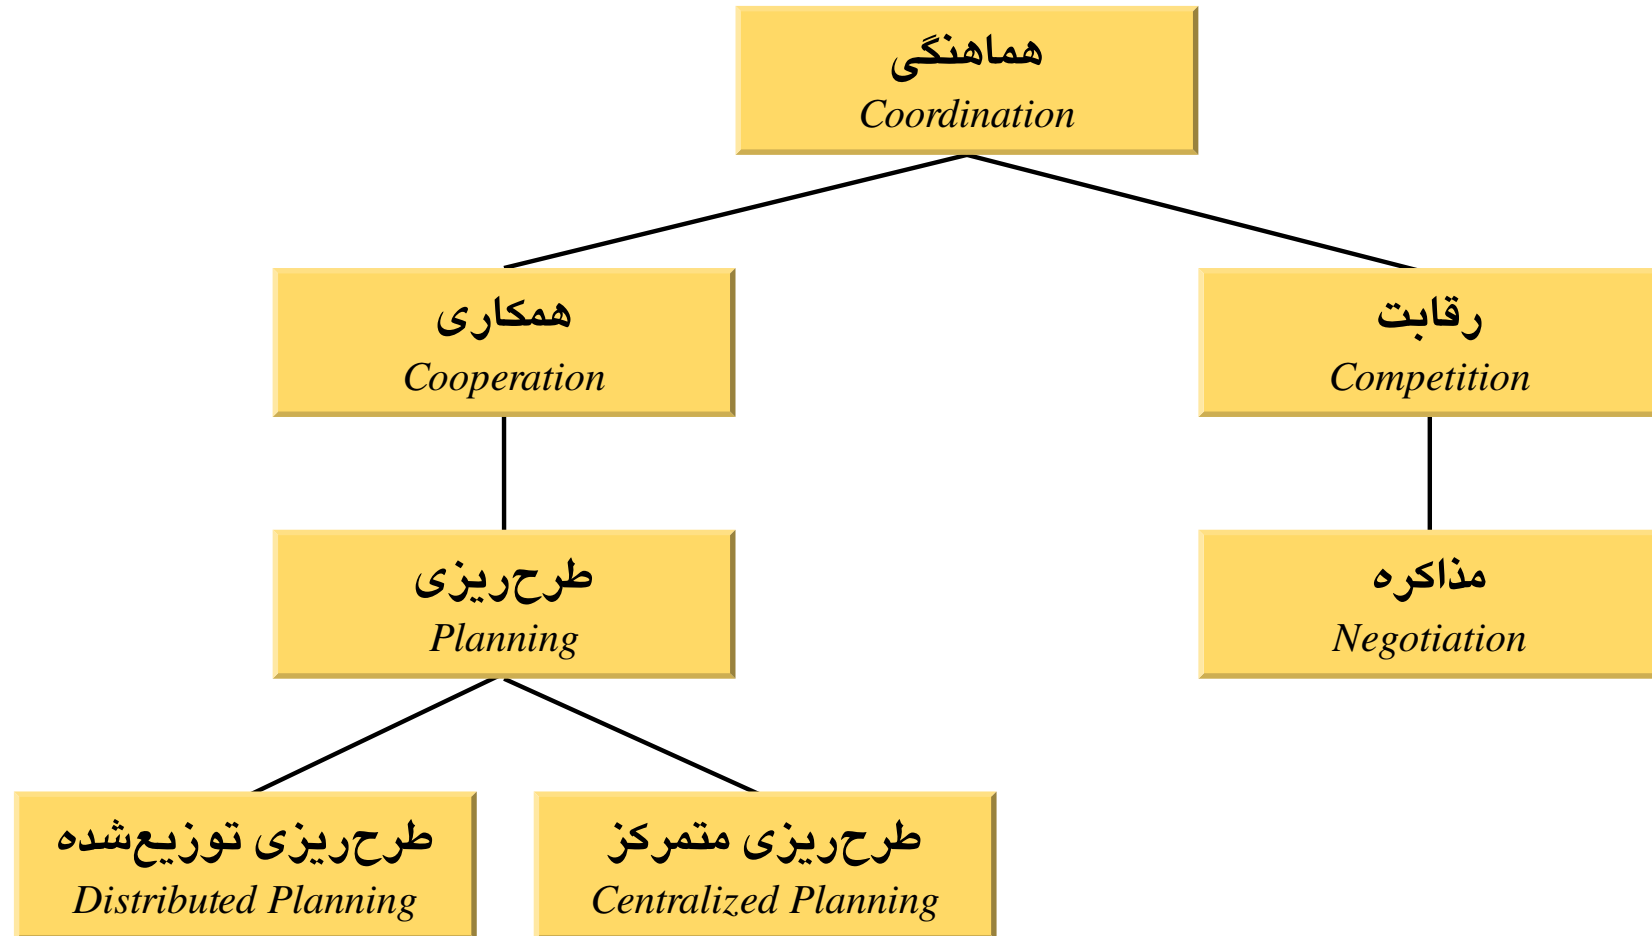 هماهنگی
Coordination
همکاری
Cooperation
رقابت
Competition
طرح‌ریزی
Planning
مذاکره
Negotiation
طرح‌ریزی توزیع‌شده
Distributed Planning
طرح‌ریزی متمرکز
Centralized Planning